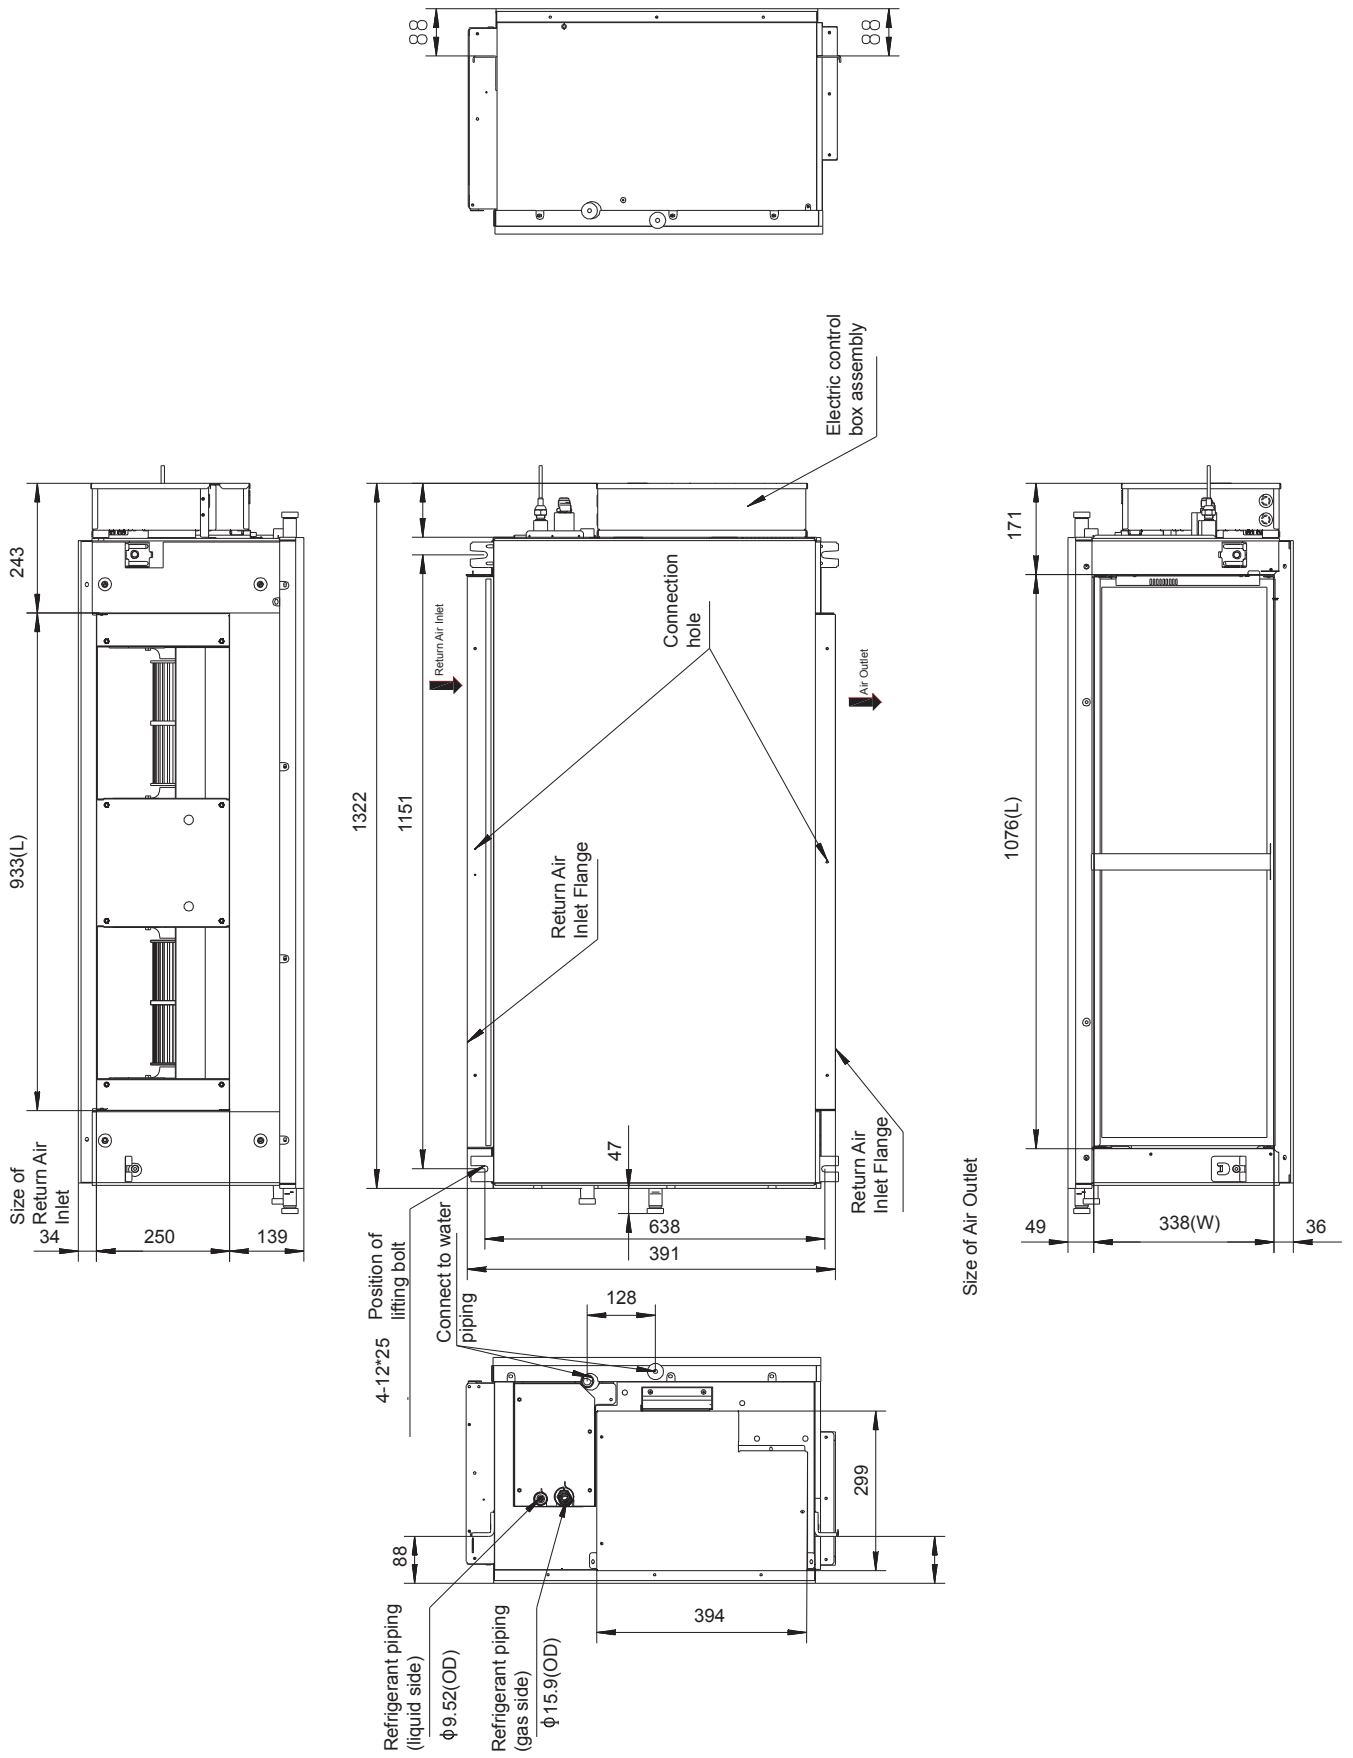 88
88
Electric control
box assembly
243
933(L)
Size of
Return Air
Inlet
34
250
139
1322
1151
Return Air Inlet
Connection
hole
Air Outlet
Return Air
Inlet Flange
47
638
391
Return Air
Inlet Flange
4-12*25
Position of
lifting bolt
Connect to water
piping
171
1076(L)
Size of Air Outlet
49
338(W)
36
128
299
88
394
Refrigerant piping
(liquid side)
ϕ9.52(OD)
Refrigerant piping
(gas side)
ϕ15.9(OD)